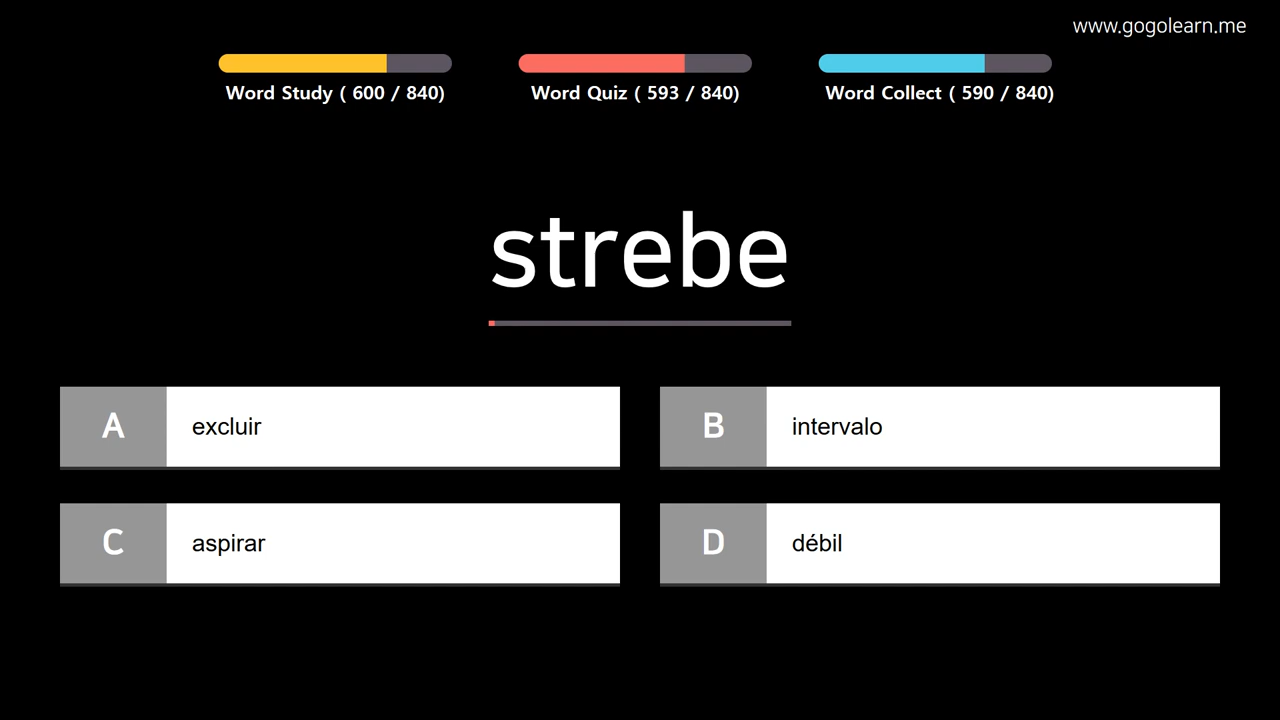 www.gogolearn.me
Word Study ( 600 / 840)
Word Quiz ( 593 / 840)
Word Collect ( 590 / 840)
strebe
A excluir
B intervalo
C aspirar
D débil